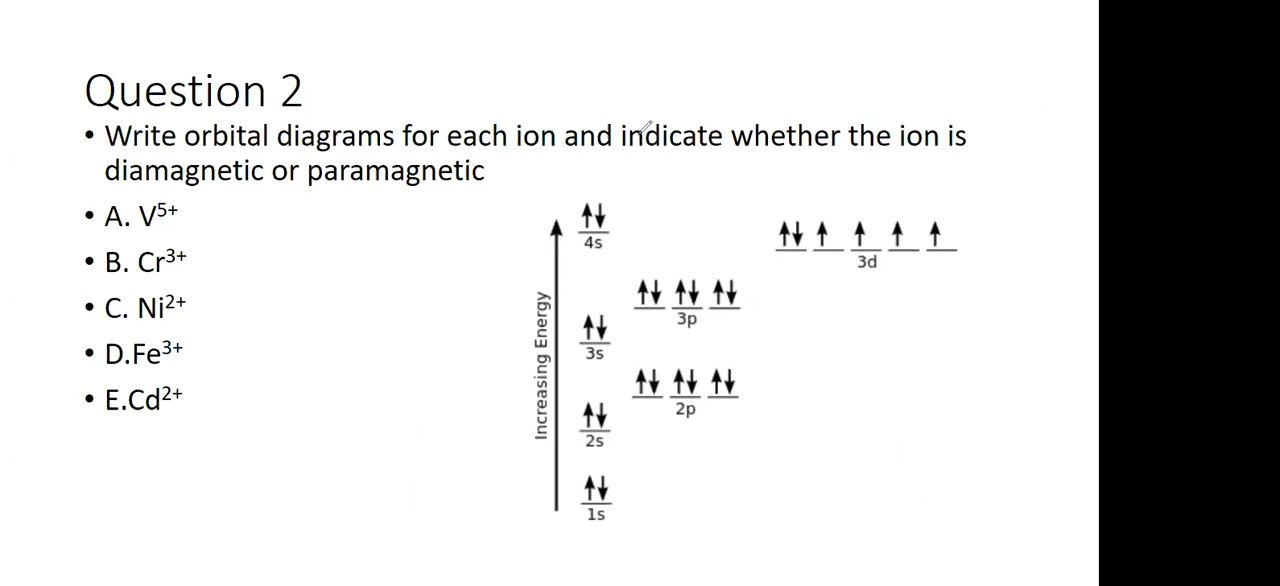 Question 2
• Write orbital diagrams for each ion and indicate whether the ion is
diamagnetic or paramagnetic
• A. V⁵⁺
• B. Cr³⁺
• C. Ni²⁺
• D.Fe³⁺
• E.Cd²⁺
Increasing Energy
4s
3d
3p
3s
2p
2s
1s